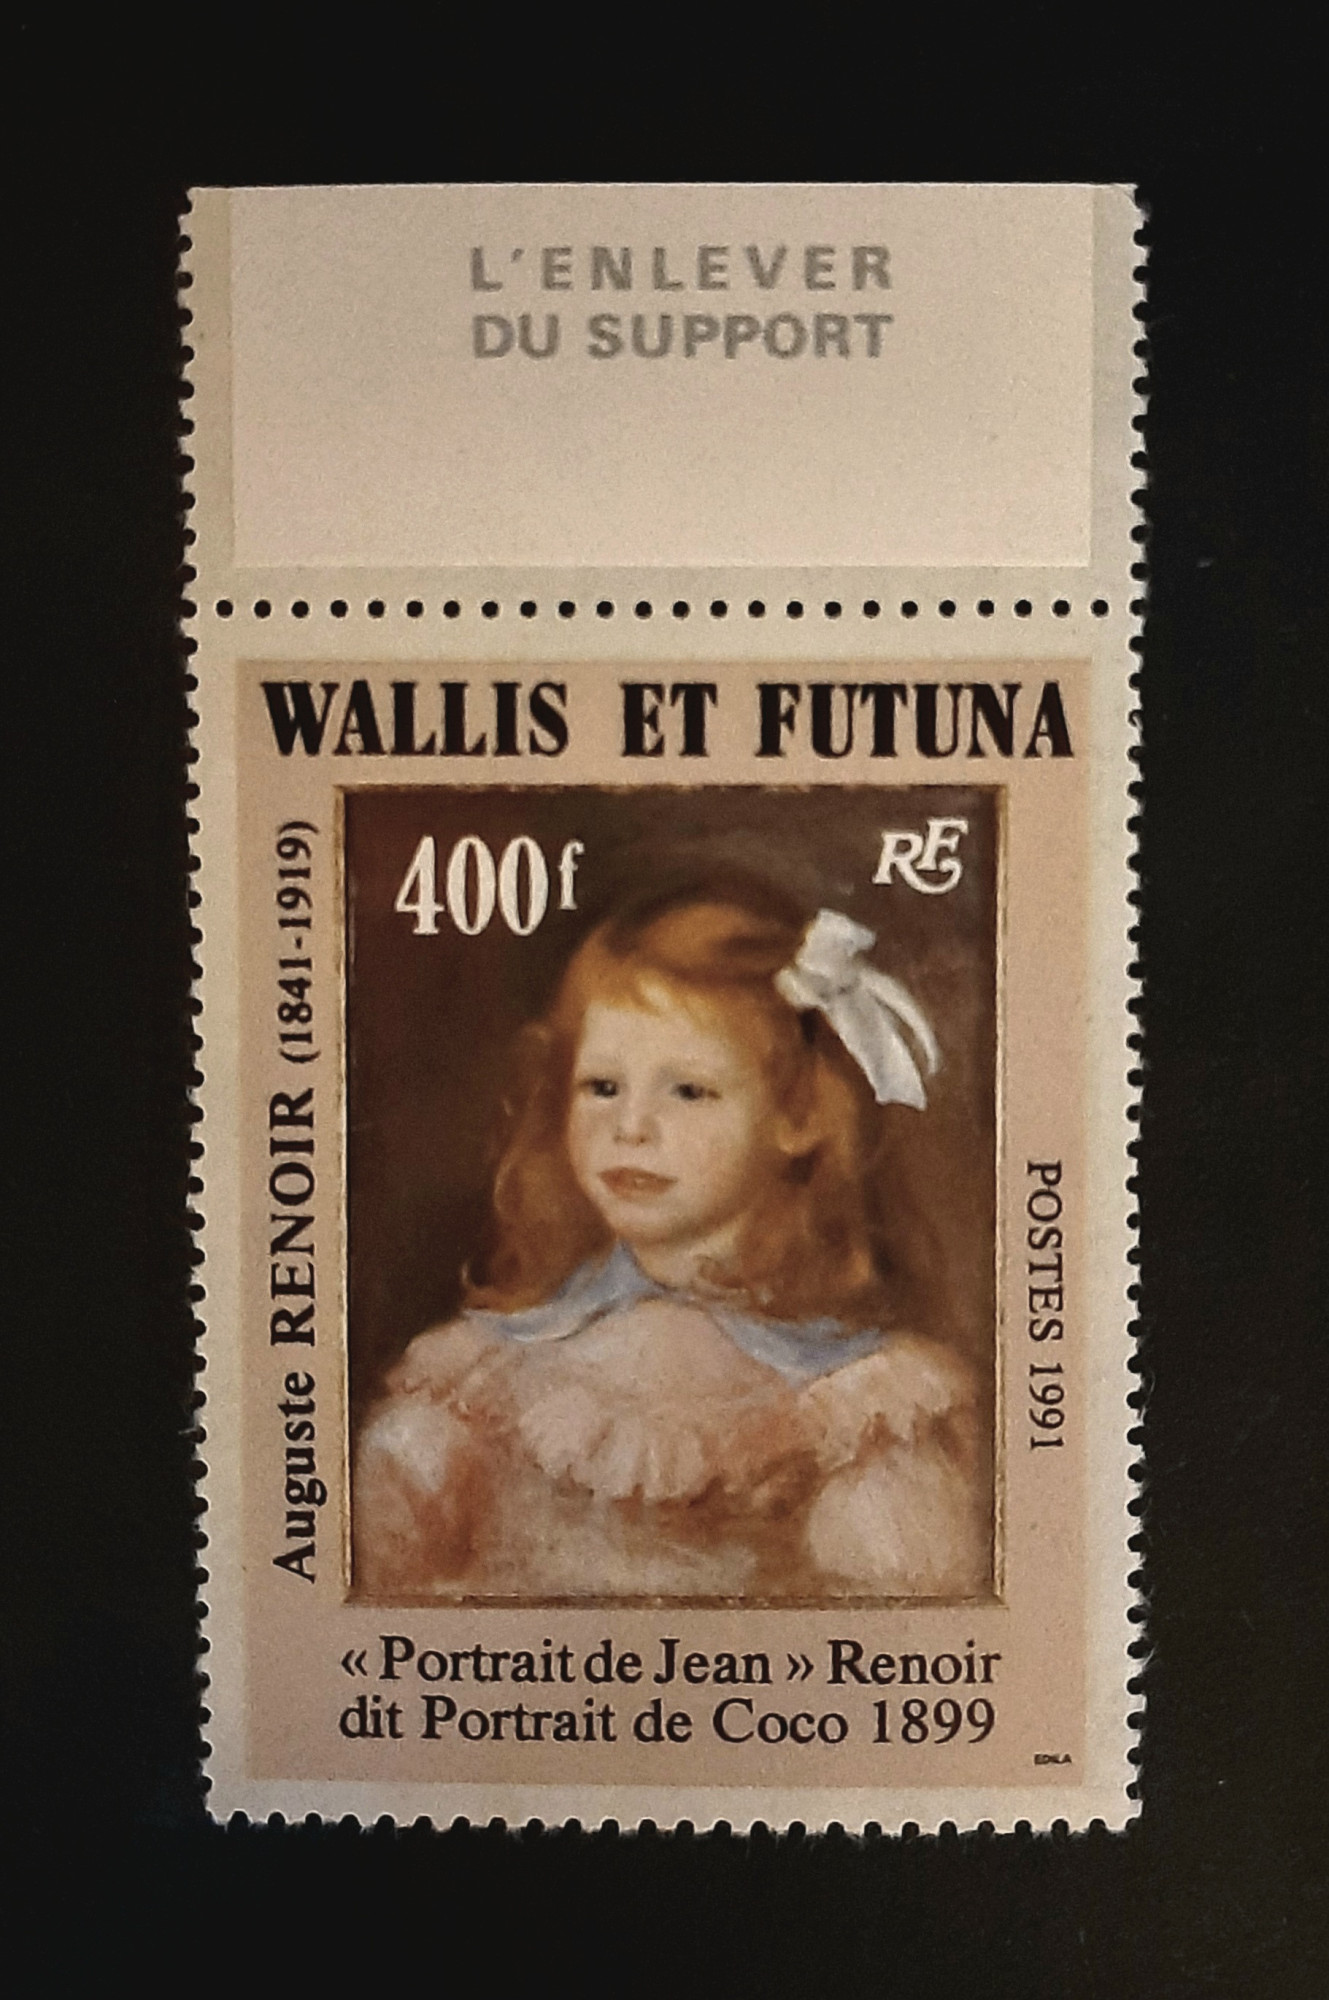 L'ENLEVER
DU SUPPORT
WALLIS ET FUTUNA
400f
RF
Auguste RENOIR (1841-1919)
POSTES 1991
« Portrait de Jean » Renoir
dit Portrait de Coco 1899
EDILA